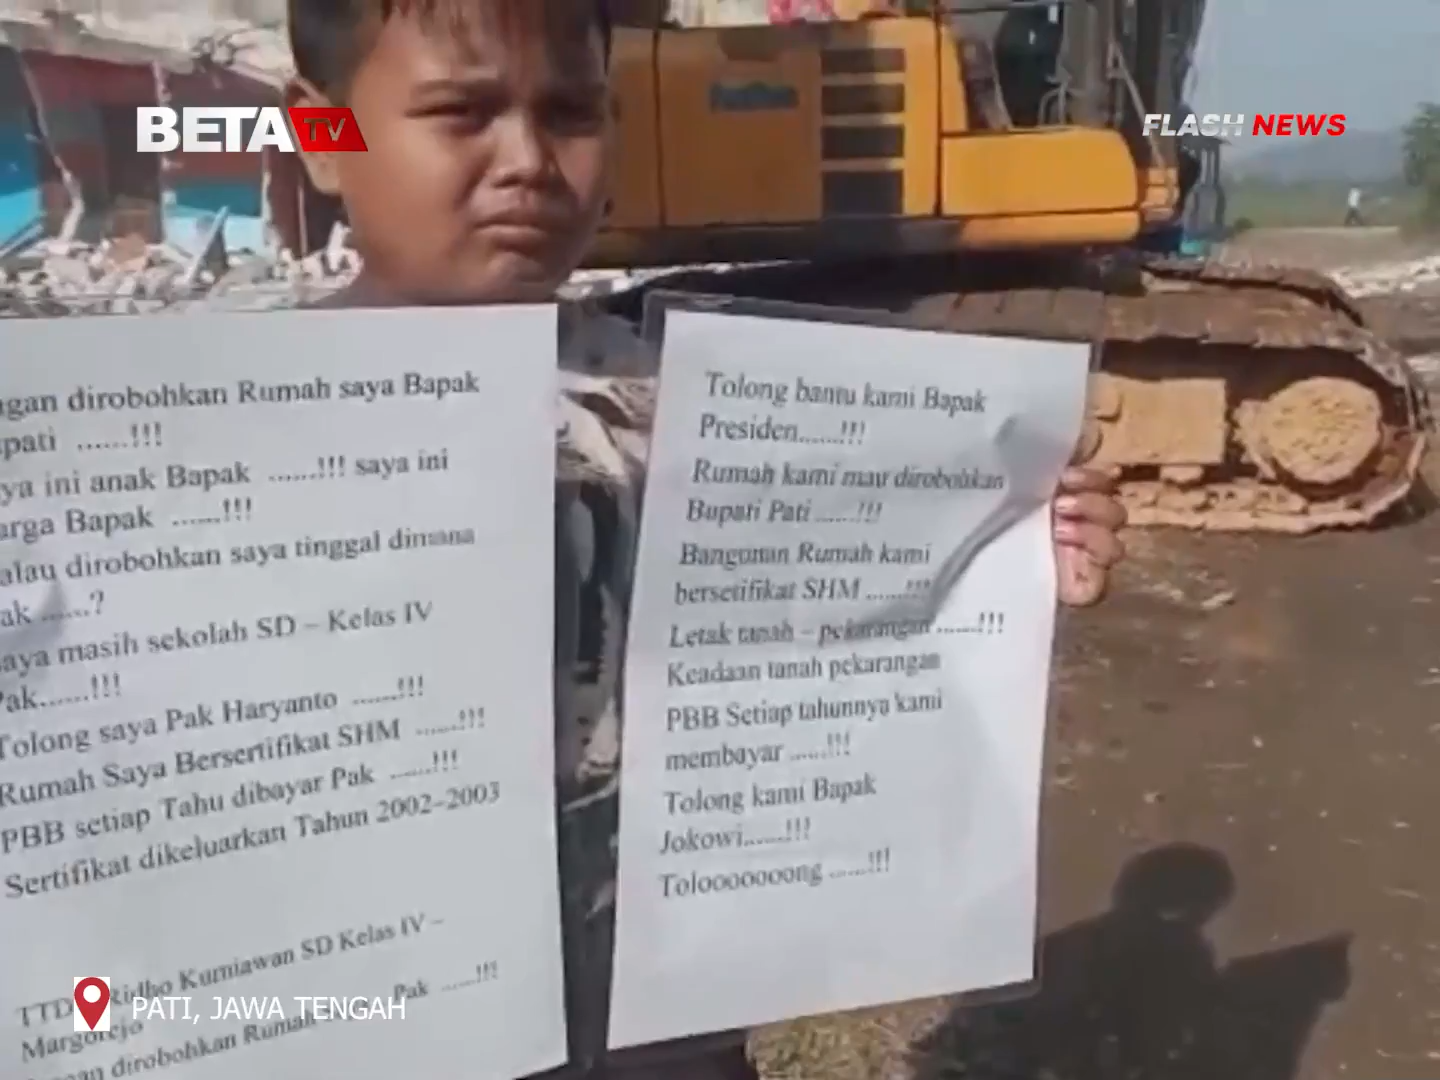 BETA TV
FLASH NEWS
ngan dirobohkan Rumah saya Bapak
pati ......!!!
ya ini anak Bapak ......!!! saya ini
arga Bapak ......!!!
alau dirobohkan saya tinggal dimana
ak ......?
aya masih sekolah SD – Kelas IV
Pak......!!!
Tolong saya Pak Haryanto ......!!!
Rumah Saya Bersertifikat SHM ......!!!
PBB setiap Tahu dibayar Pak ......!!!
Sertifikat dikeluarkan Tahun 2002–2003
TTD Ridho Kurniawan SD Kelas IV –
Margorejo
an dirobohkan Rumah Pak ......!!!
Tolong bantu kami Bapak
Presiden......!!!
Rumah kami mau dirobohkan
Bupati Pati ......!!!
Bangunan Rumah kami
bersetifikat SHM ......!!!
Letak tanah – pekarangan ......!!!
Keadaan tanah pekarangan
PBB Setiap tahunnya kami
membayar ......!!!
Tolong kami Bapak
Jokowi......!!!
Toloooooong ......!!!
PATI, JAWA TENGAH